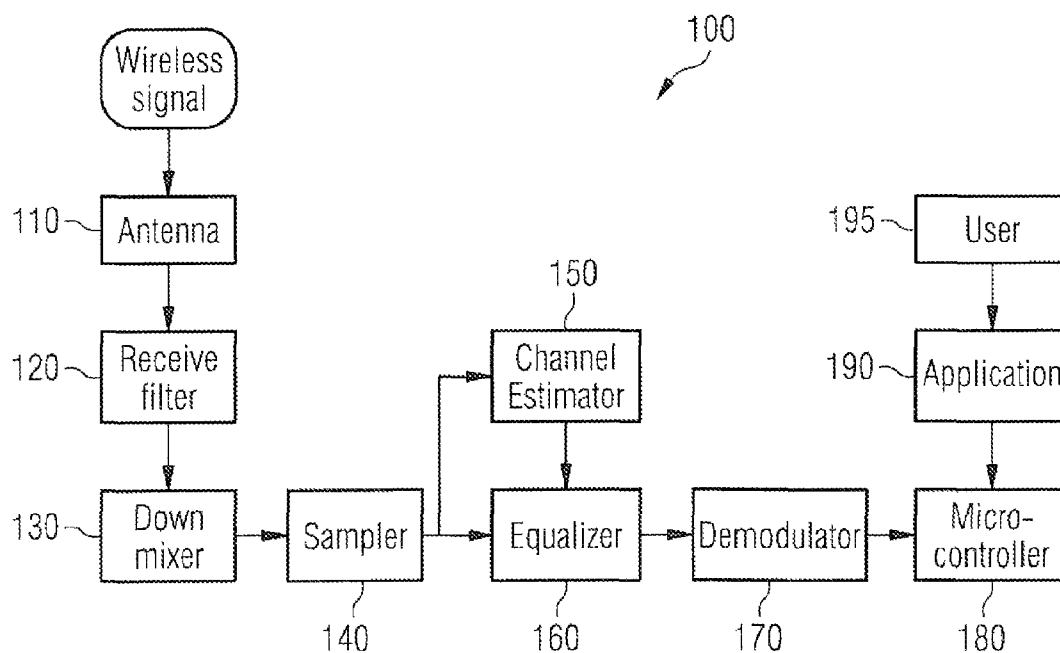 100
Wireless
signal
110
Antenna
195
User
150
120
Receive
filter
Channel
Estimator
190
Application
130
Down
mixer
Sampler
Equalizer
Demodulator
Micro-
controller
140
160
170
180